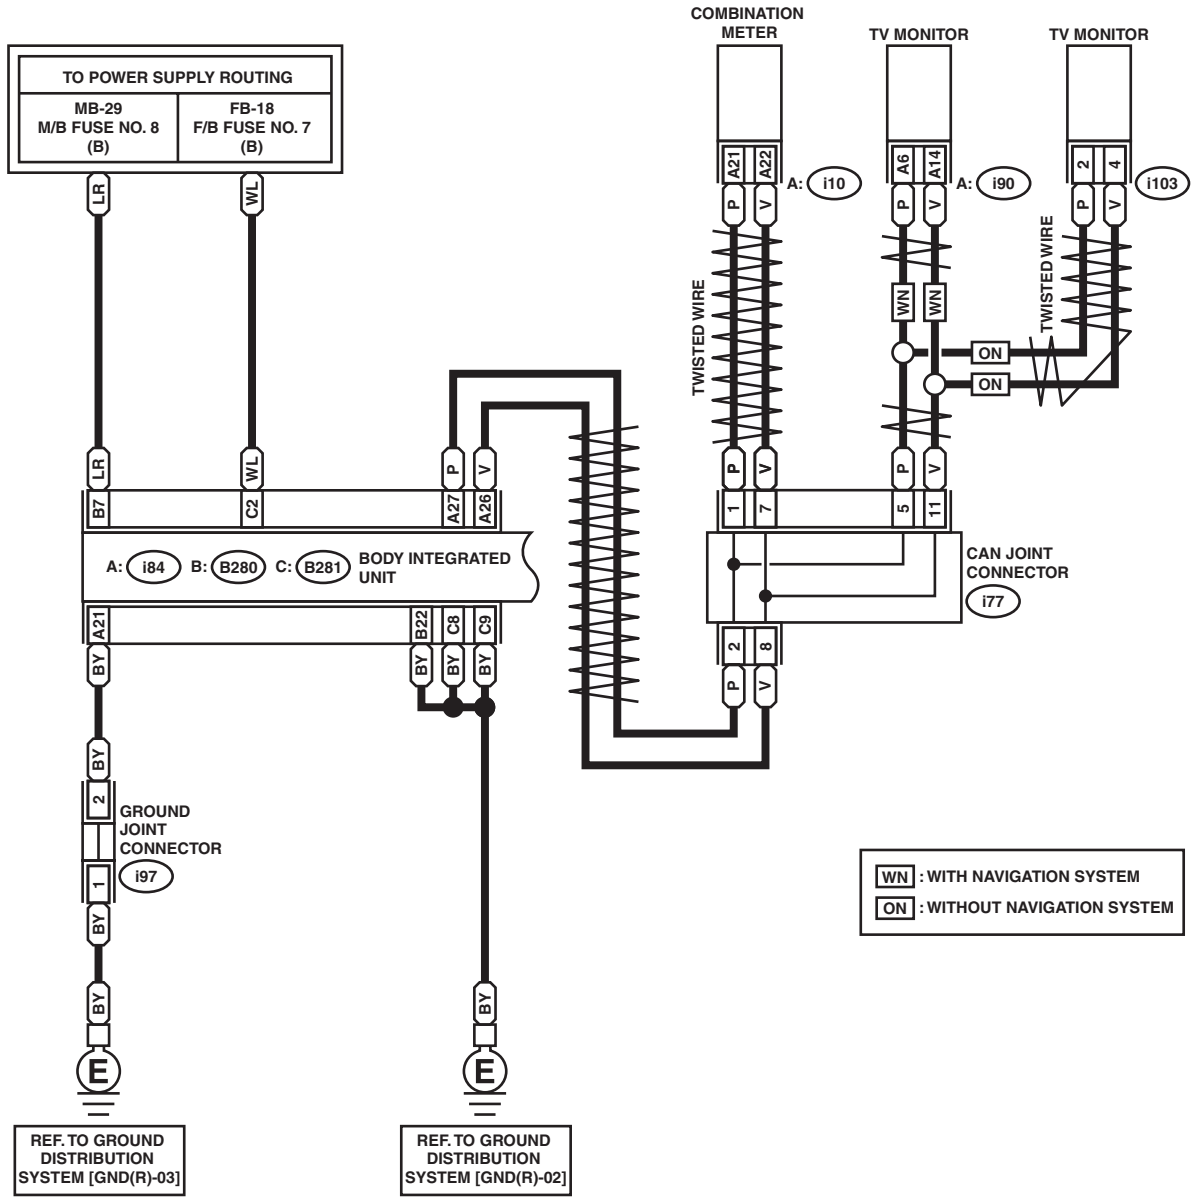 COMBINATION
METER
TV MONITOR
TV MONITOR
TO POWER SUPPLY ROUTING
MB-29
M/B FUSE NO. 8
(B)
FB-18
F/B FUSE NO. 7
(B)
A21
A22
A: i10
A6
A14
A: i90
2
4
i103
LR
WL
P
V
P
V
P
V
TWISTED WIRE
TWISTED WIRE
WN
WN
ON
ON
LR
WL
P
V
P
V
P
V
B7
C2
A27
A26
1
7
5
11
A: i84 B: B280 C: B281
BODY INTEGRATED
UNIT
CAN JOINT
CONNECTOR
i77
A21
B22
C8
C9
2
8
BY
BY
BY
BY
P
V
BY
2
GROUND
JOINT
CONNECTOR
i97
1
BY
WN : WITH NAVIGATION SYSTEM
ON : WITHOUT NAVIGATION SYSTEM
BY
BY
E
E
REF. TO GROUND
DISTRIBUTION
SYSTEM [GND(R)-03]
REF. TO GROUND
DISTRIBUTION
SYSTEM [GND(R)-02]